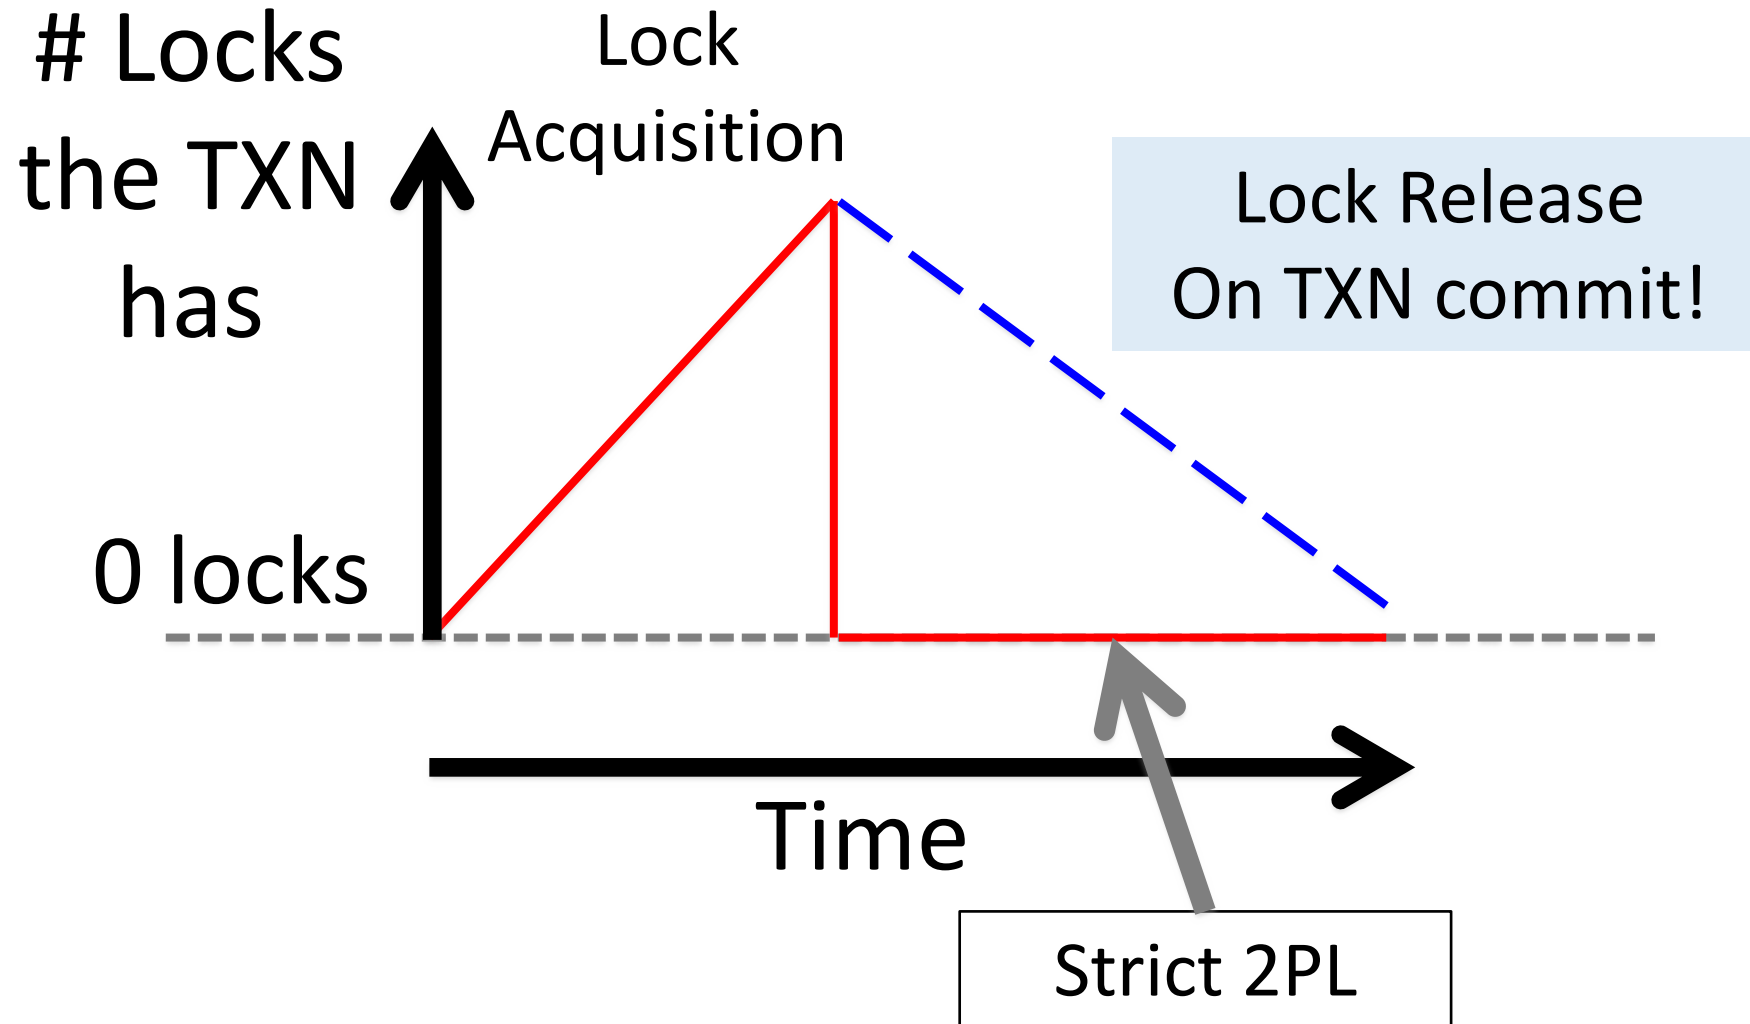 # Locks
the TXN
has
Lock
Acquisition
Lock Release
On TXN commit!
0 locks
Time
Strict 2PL